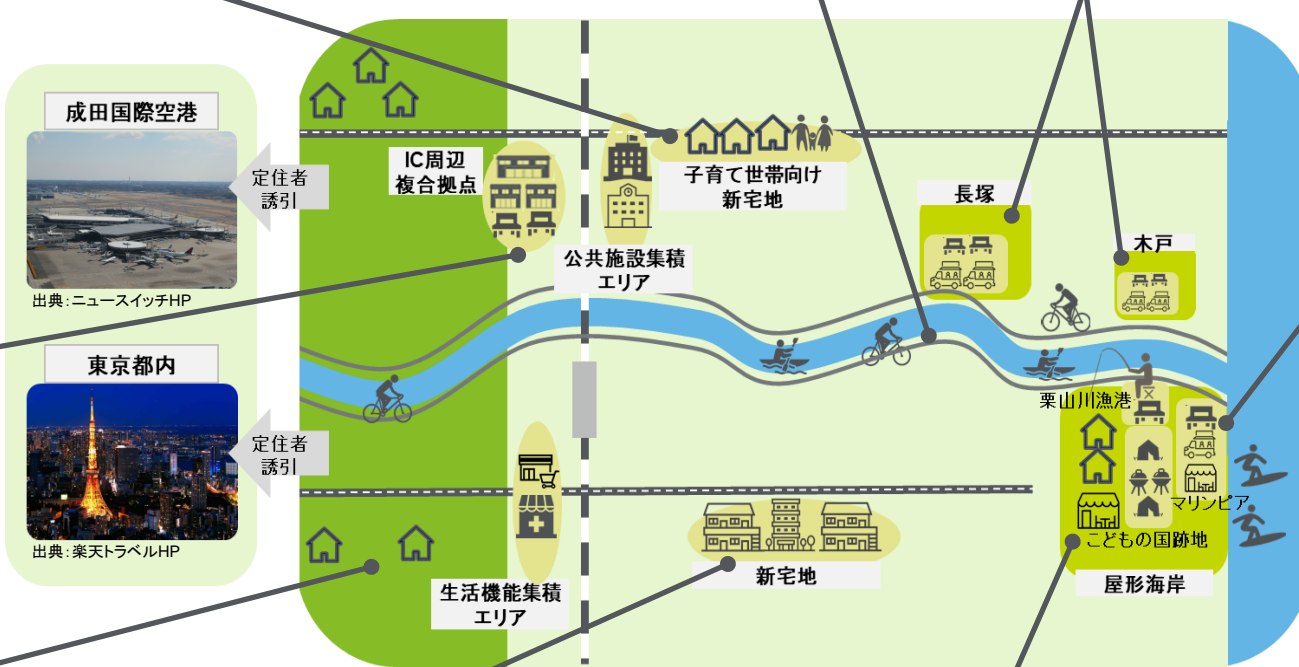 成田国際空港
出典：ニュースイッチHP
定住者
誘引
東京都内
出典：楽天トラベルHP
定住者
誘引
IC周辺
複合拠点
公共施設集積
エリア
子育て世帯向け
新宅地
長塚
木戸
栗山川漁港
マリンピア
こどもの国跡地
屋形海岸
生活機能集積
エリア
新宅地